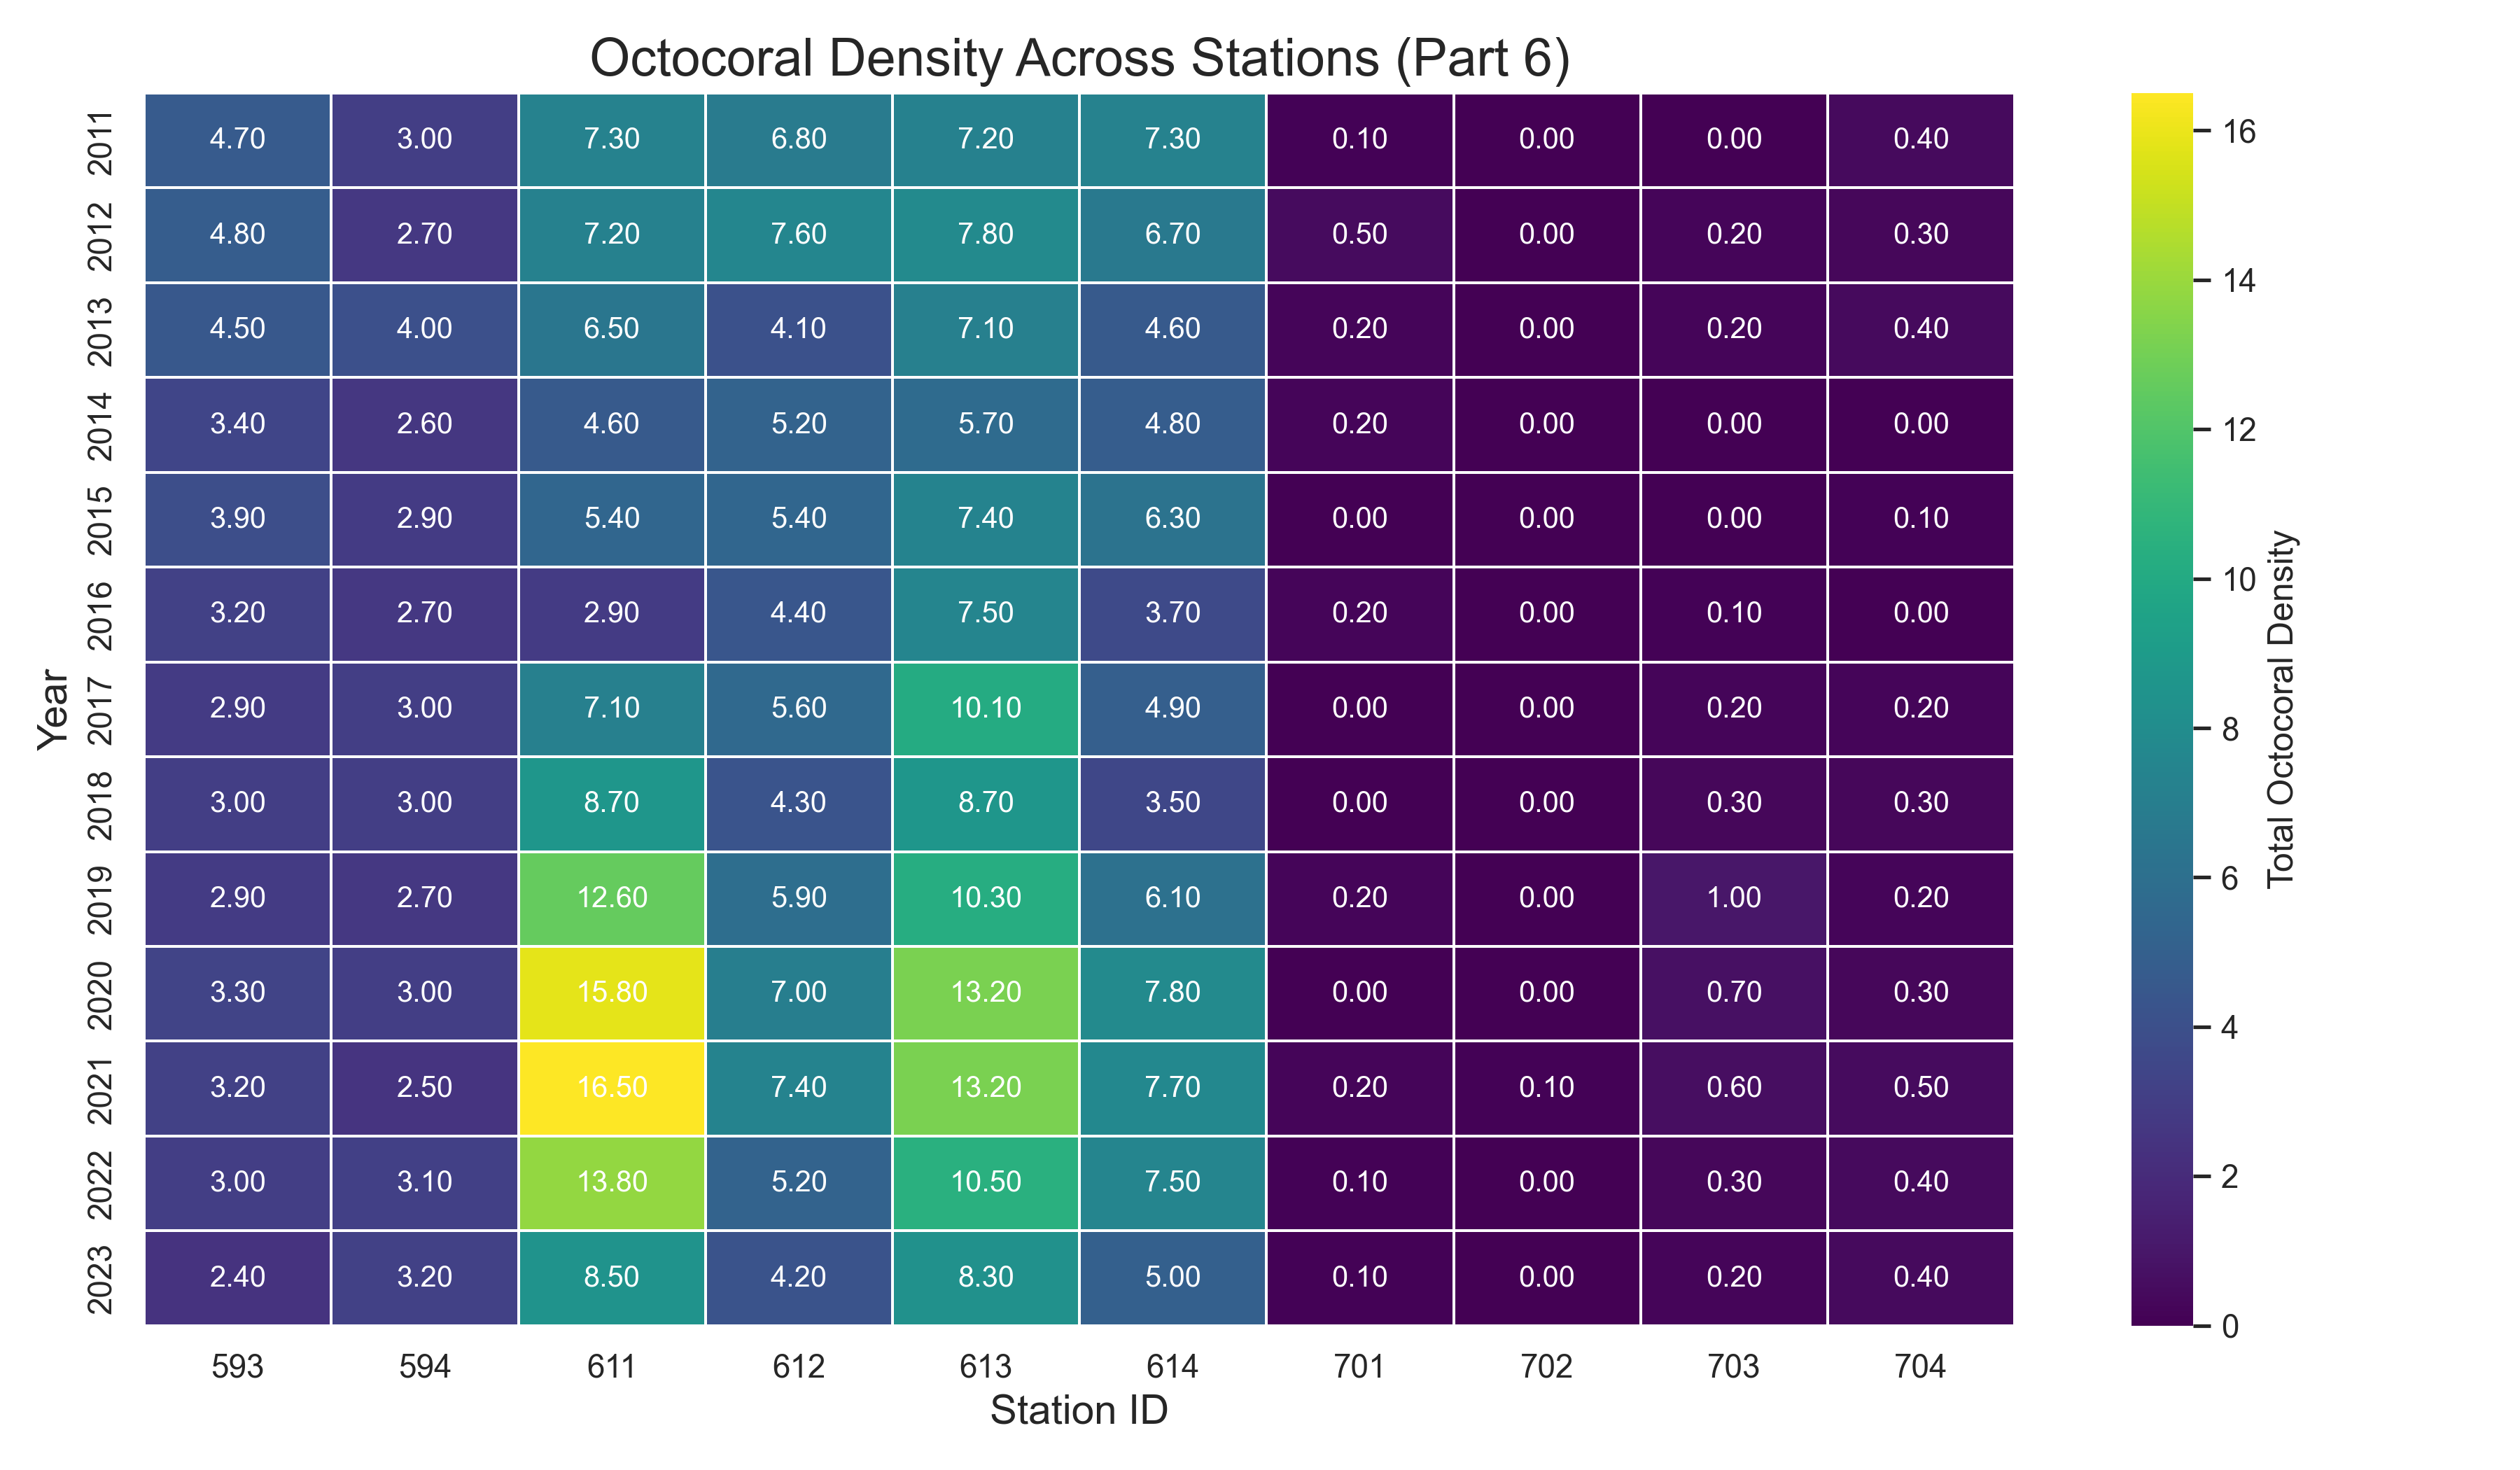 Octocoral Density Across Stations (Part 6)
2011 4.70 3.00 7.30 6.80 7.20 7.30 0.10 0.00 0.00 0.40
2012 4.80 2.70 7.20 7.60 7.80 6.70 0.50 0.00 0.20 0.30
2013 4.50 4.00 6.50 4.10 7.10 4.60 0.20 0.00 0.20 0.40
2014 3.40 2.60 4.60 5.20 5.70 4.80 0.20 0.00 0.00 0.00
2015 3.90 2.90 5.40 5.40 7.40 6.30 0.00 0.00 0.00 0.10
2016 3.20 2.70 2.90 4.40 7.50 3.70 0.20 0.00 0.10 0.00
2017 2.90 3.00 7.10 5.60 10.10 4.90 0.00 0.00 0.20 0.20
2018 3.00 3.00 8.70 4.30 8.70 3.50 0.00 0.00 0.30 0.30
2019 2.90 2.70 12.60 5.90 10.30 6.10 0.20 0.00 1.00 0.20
2020 3.30 3.00 15.80 7.00 13.20 7.80 0.00 0.00 0.70 0.30
2021 3.20 2.50 16.50 7.40 13.20 7.70 0.20 0.10 0.60 0.50
2022 3.00 3.10 13.80 5.20 10.50 7.50 0.10 0.00 0.30 0.40
2023 2.40 3.20 8.50 4.20 8.30 5.00 0.10 0.00 0.20 0.40
593 594 611 612 613 614 701 702 703 704
Station ID
Year
16
14
12
10
8
6
4
2
0
Total Octocoral Density